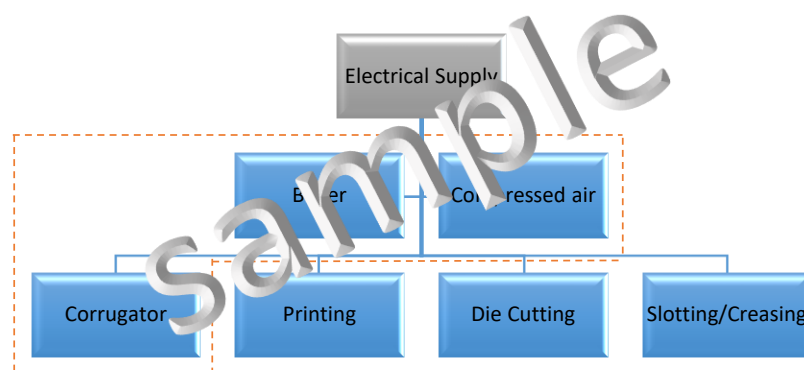 Electrical Supply
Compressed air
Corrugator
Printing
Die Cutting
Slotting/Creasing
sample